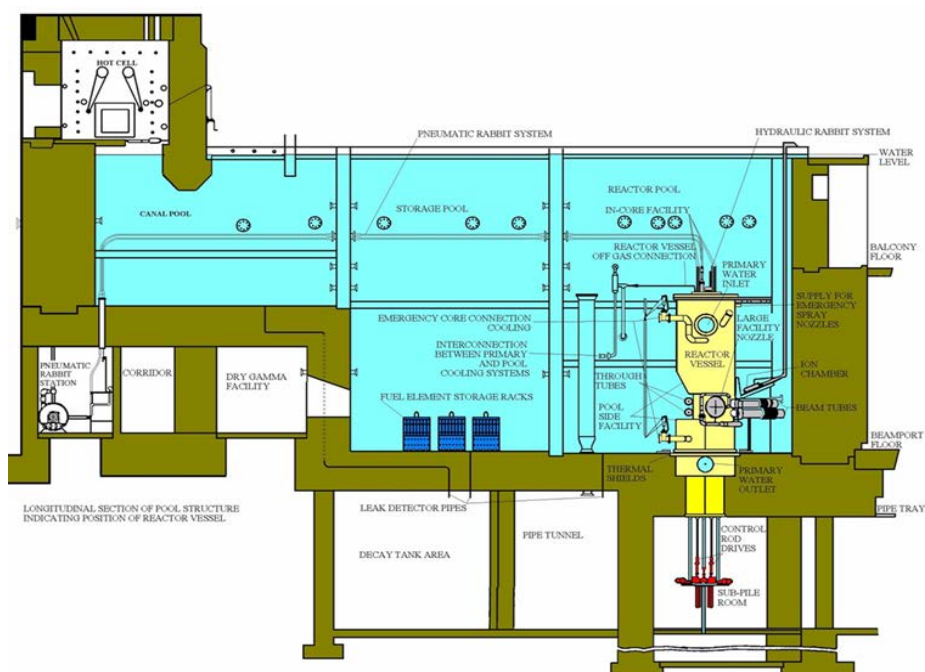 HOT CELL
PNEUMATIC RABBIT SYSTEM
HYDRAULIC RABBIT SYSTEM
WATER
LEVEL
CANAL POOL
STORAGE POOL
REACTOR POOL
IN-CORE FACILITY
REACTOR VESSEL
OFF GAS CONNECTION
PRIMARY
WATER
INLET
BALCONY
FLOOR
EMERGENCY CORE CONNECTION
COOLING
LARGE
FACILITY
NOZZLE
SUPPLY FOR
EMERGENCY
SPRAY
NOZZLES
INTERCONNECTION
BETWEEN PRIMARY
AND POOL
COOLING SYSTEMS
REACTOR
VESSEL
ION
CHAMBER
PNEUMATIC
RABBIT
STATION
CORRIDOR
DRY GAMMA
FACILITY
THROUGH
TUBES
FUEL ELEMENT STORAGE RACKS
POOL
SIDE
FACILITY
BEAM TUBES
BEAMPORT
FLOOR
THERMAL
SHIELDS
PRIMARY
WATER
OUTLET
LONGITUDINAL SECTION OF POOL STRUCTURE
INDICATING POSITION OF REACTOR VESSEL
LEAK DETECTOR PIPES
PIPE TRAY
DECAY TANK AREA
PIPE TUNNEL
CONTROL
ROD
DRIVES
SUB-PILE
ROOM